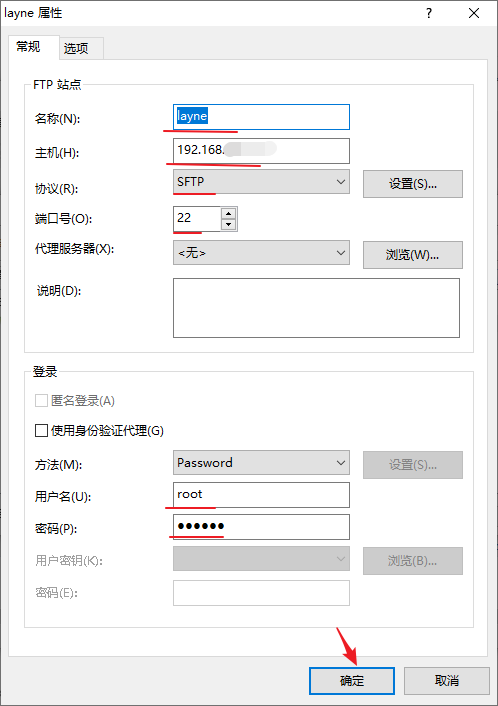 layne 属性
? ×
常规 选项
FTP 站点
名称(N): layne
主机(H): 192.168.
协议(R): SFTP 设置(S)...
端口号(O): 22
代理服务器(X): <无> 浏览(W)...
说明(D):
登录
匿名登录(A)
使用身份验证代理(G)
方法(M): Password 设置(S)...
用户名(U): root
密码(P): ●●●●●●
用户密钥(K): 浏览(B)...
密码(E):
确定 取消